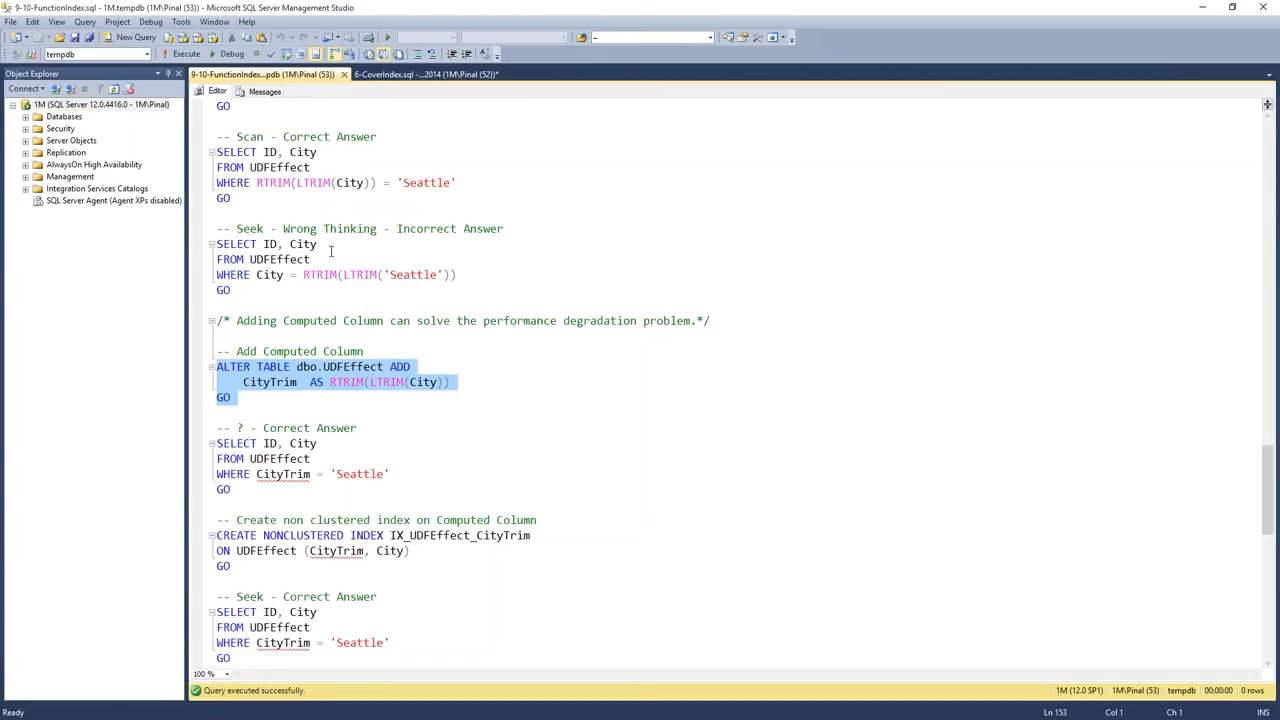 9-10-FunctionIndex.sql - 1M.tempdb (1M\Pinal (53)) - Microsoft SQL Server Management Studio
File Edit View Query Project Debug Tools Window Help
New Query
tempdb Execute Debug
Object Explorer
9-10-FunctionIndex...pdb (1M\Pinal (53)) 6-CoverIndex.sql -...2014 (1M\Pinal (52))*
Connect
Editor Messages
1M (SQL Server 12.0.4416.0 - 1M\Pinal)
Databases
Security
Server Objects
Replication
AlwaysOn High Availability
Management
Integration Services Catalogs
SQL Server Agent (Agent XPs disabled)
GO
-- Scan - Correct Answer
SELECT ID, City
FROM UDFEffect
WHERE RTRIM(LTRIM(City)) = 'Seattle'
GO
-- Seek - Wrong Thinking - Incorrect Answer
SELECT ID, City
FROM UDFEffect
WHERE City = RTRIM(LTRIM('Seattle'))
GO
/* Adding Computed Column can solve the performance degradation problem.*/
-- Add Computed Column
ALTER TABLE dbo.UDFEffect ADD
CityTrim AS RTRIM(LTRIM(City))
GO
-- ? - Correct Answer
SELECT ID, City
FROM UDFEffect
WHERE CityTrim = 'Seattle'
GO
-- Create non clustered index on Computed Column
CREATE NONCLUSTERED INDEX IX_UDFEffect_CityTrim
ON UDFEffect (CityTrim, City)
GO
-- Seek - Correct Answer
SELECT ID, City
FROM UDFEffect
WHERE CityTrim = 'Seattle'
GO
100 %
Query executed successfully. 1M (12.0 SP1) 1M\Pinal (53) tempdb 00:00:00 0 rows
Ready Ln 153 Col 1 Ch 1 INS